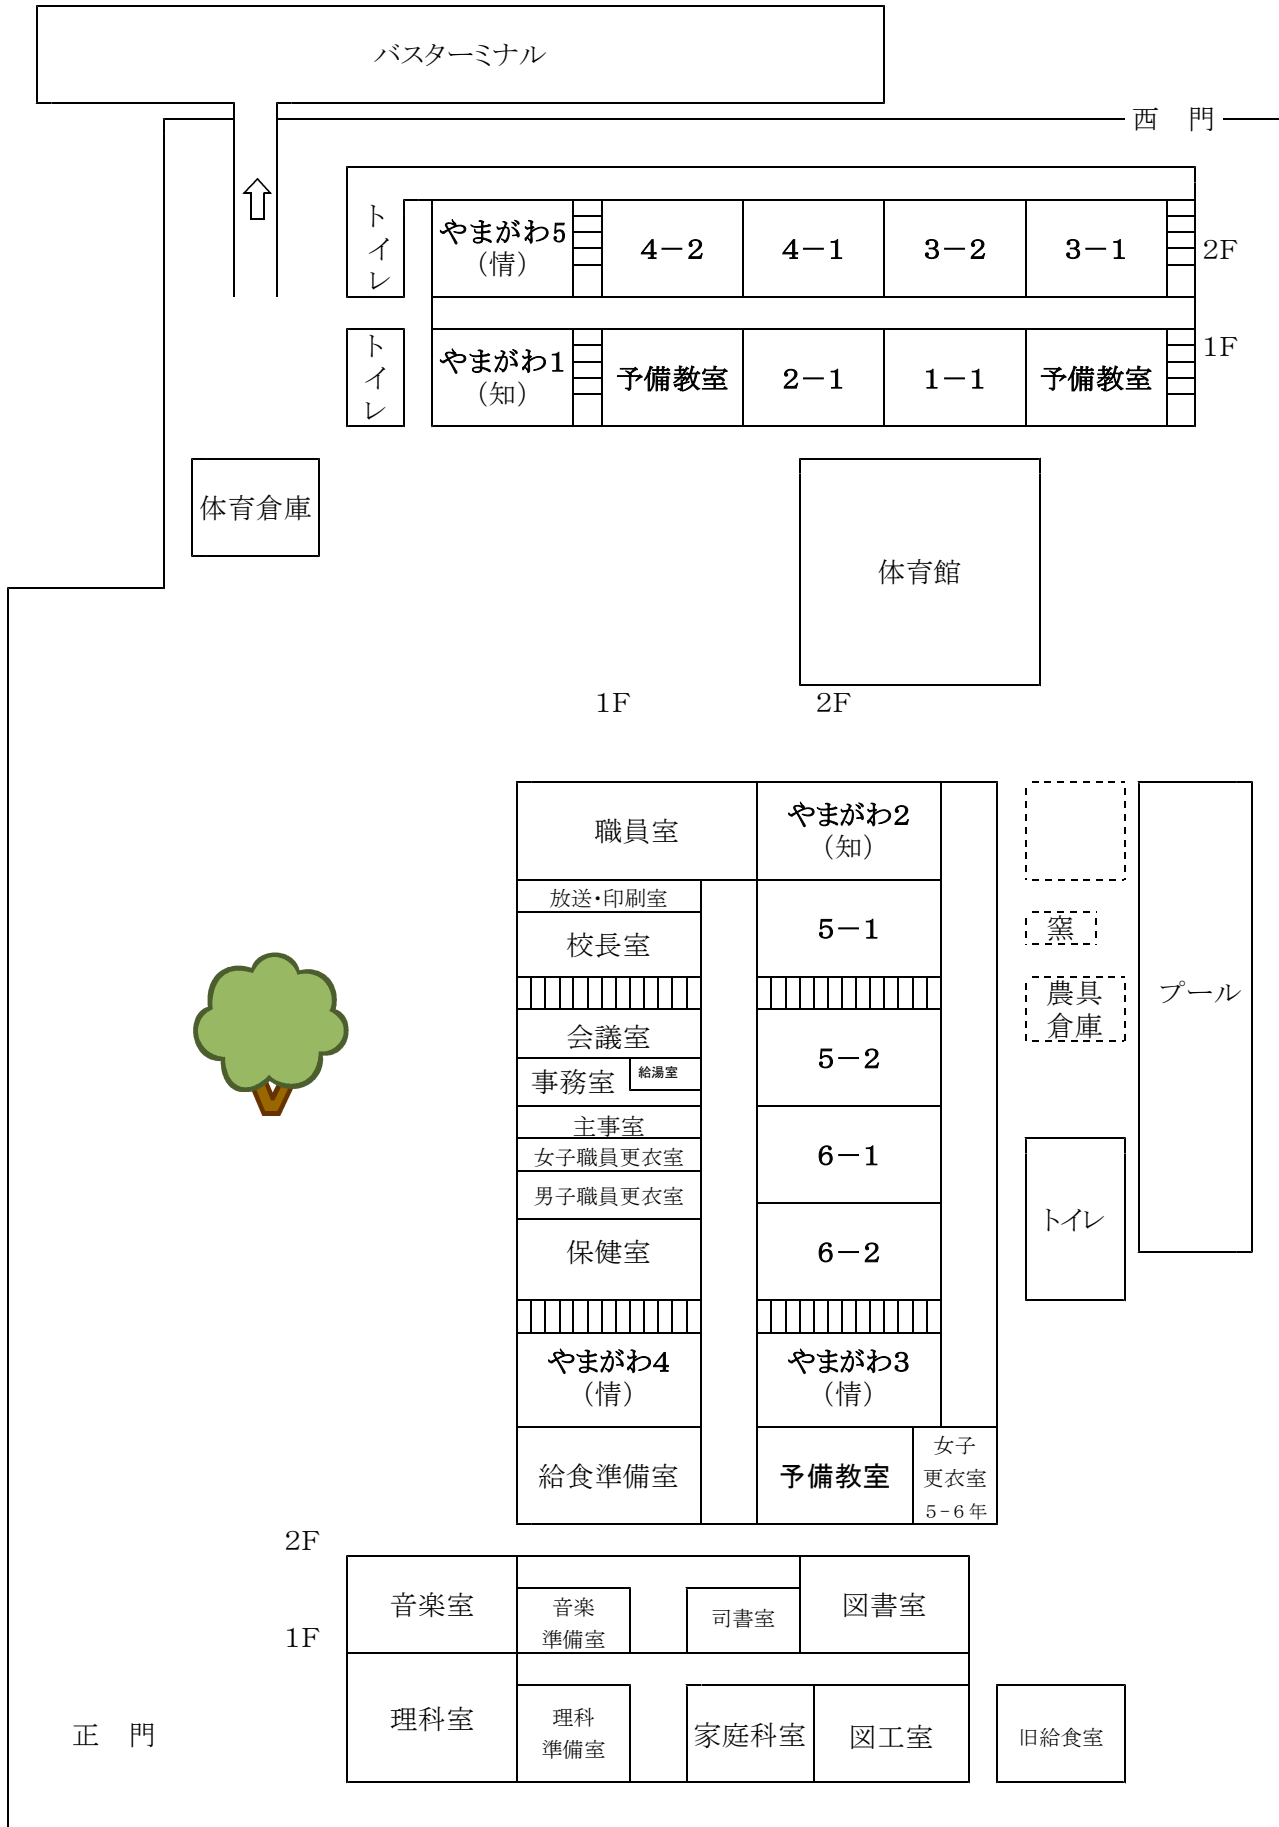 バスターミナル
西　門
トイレ
やまがわ5
（情）
4－2
4－1
3－2
3－1
2F
トイレ
やまがわ1
（知）
予備教室
2－1
1－1
予備教室
1F
体育倉庫
体育館
1F
2F
職員室
やまがわ2
（知）
放送・印刷室
校長室
5－1
窯
農具
倉庫
プール
会議室
事務室
給湯室
5－2
主事室
女子職員更衣室
男子職員更衣室
6－1
トイレ
保健室
6－2
やまがわ4
（情）
やまがわ3
（情）
給食準備室
予備教室
女子
更衣室
5－6年
2F
音楽室
音楽
準備室
司書室
図書室
1F
理科室
理科
準備室
家庭科室
図工室
旧給食室
正　門